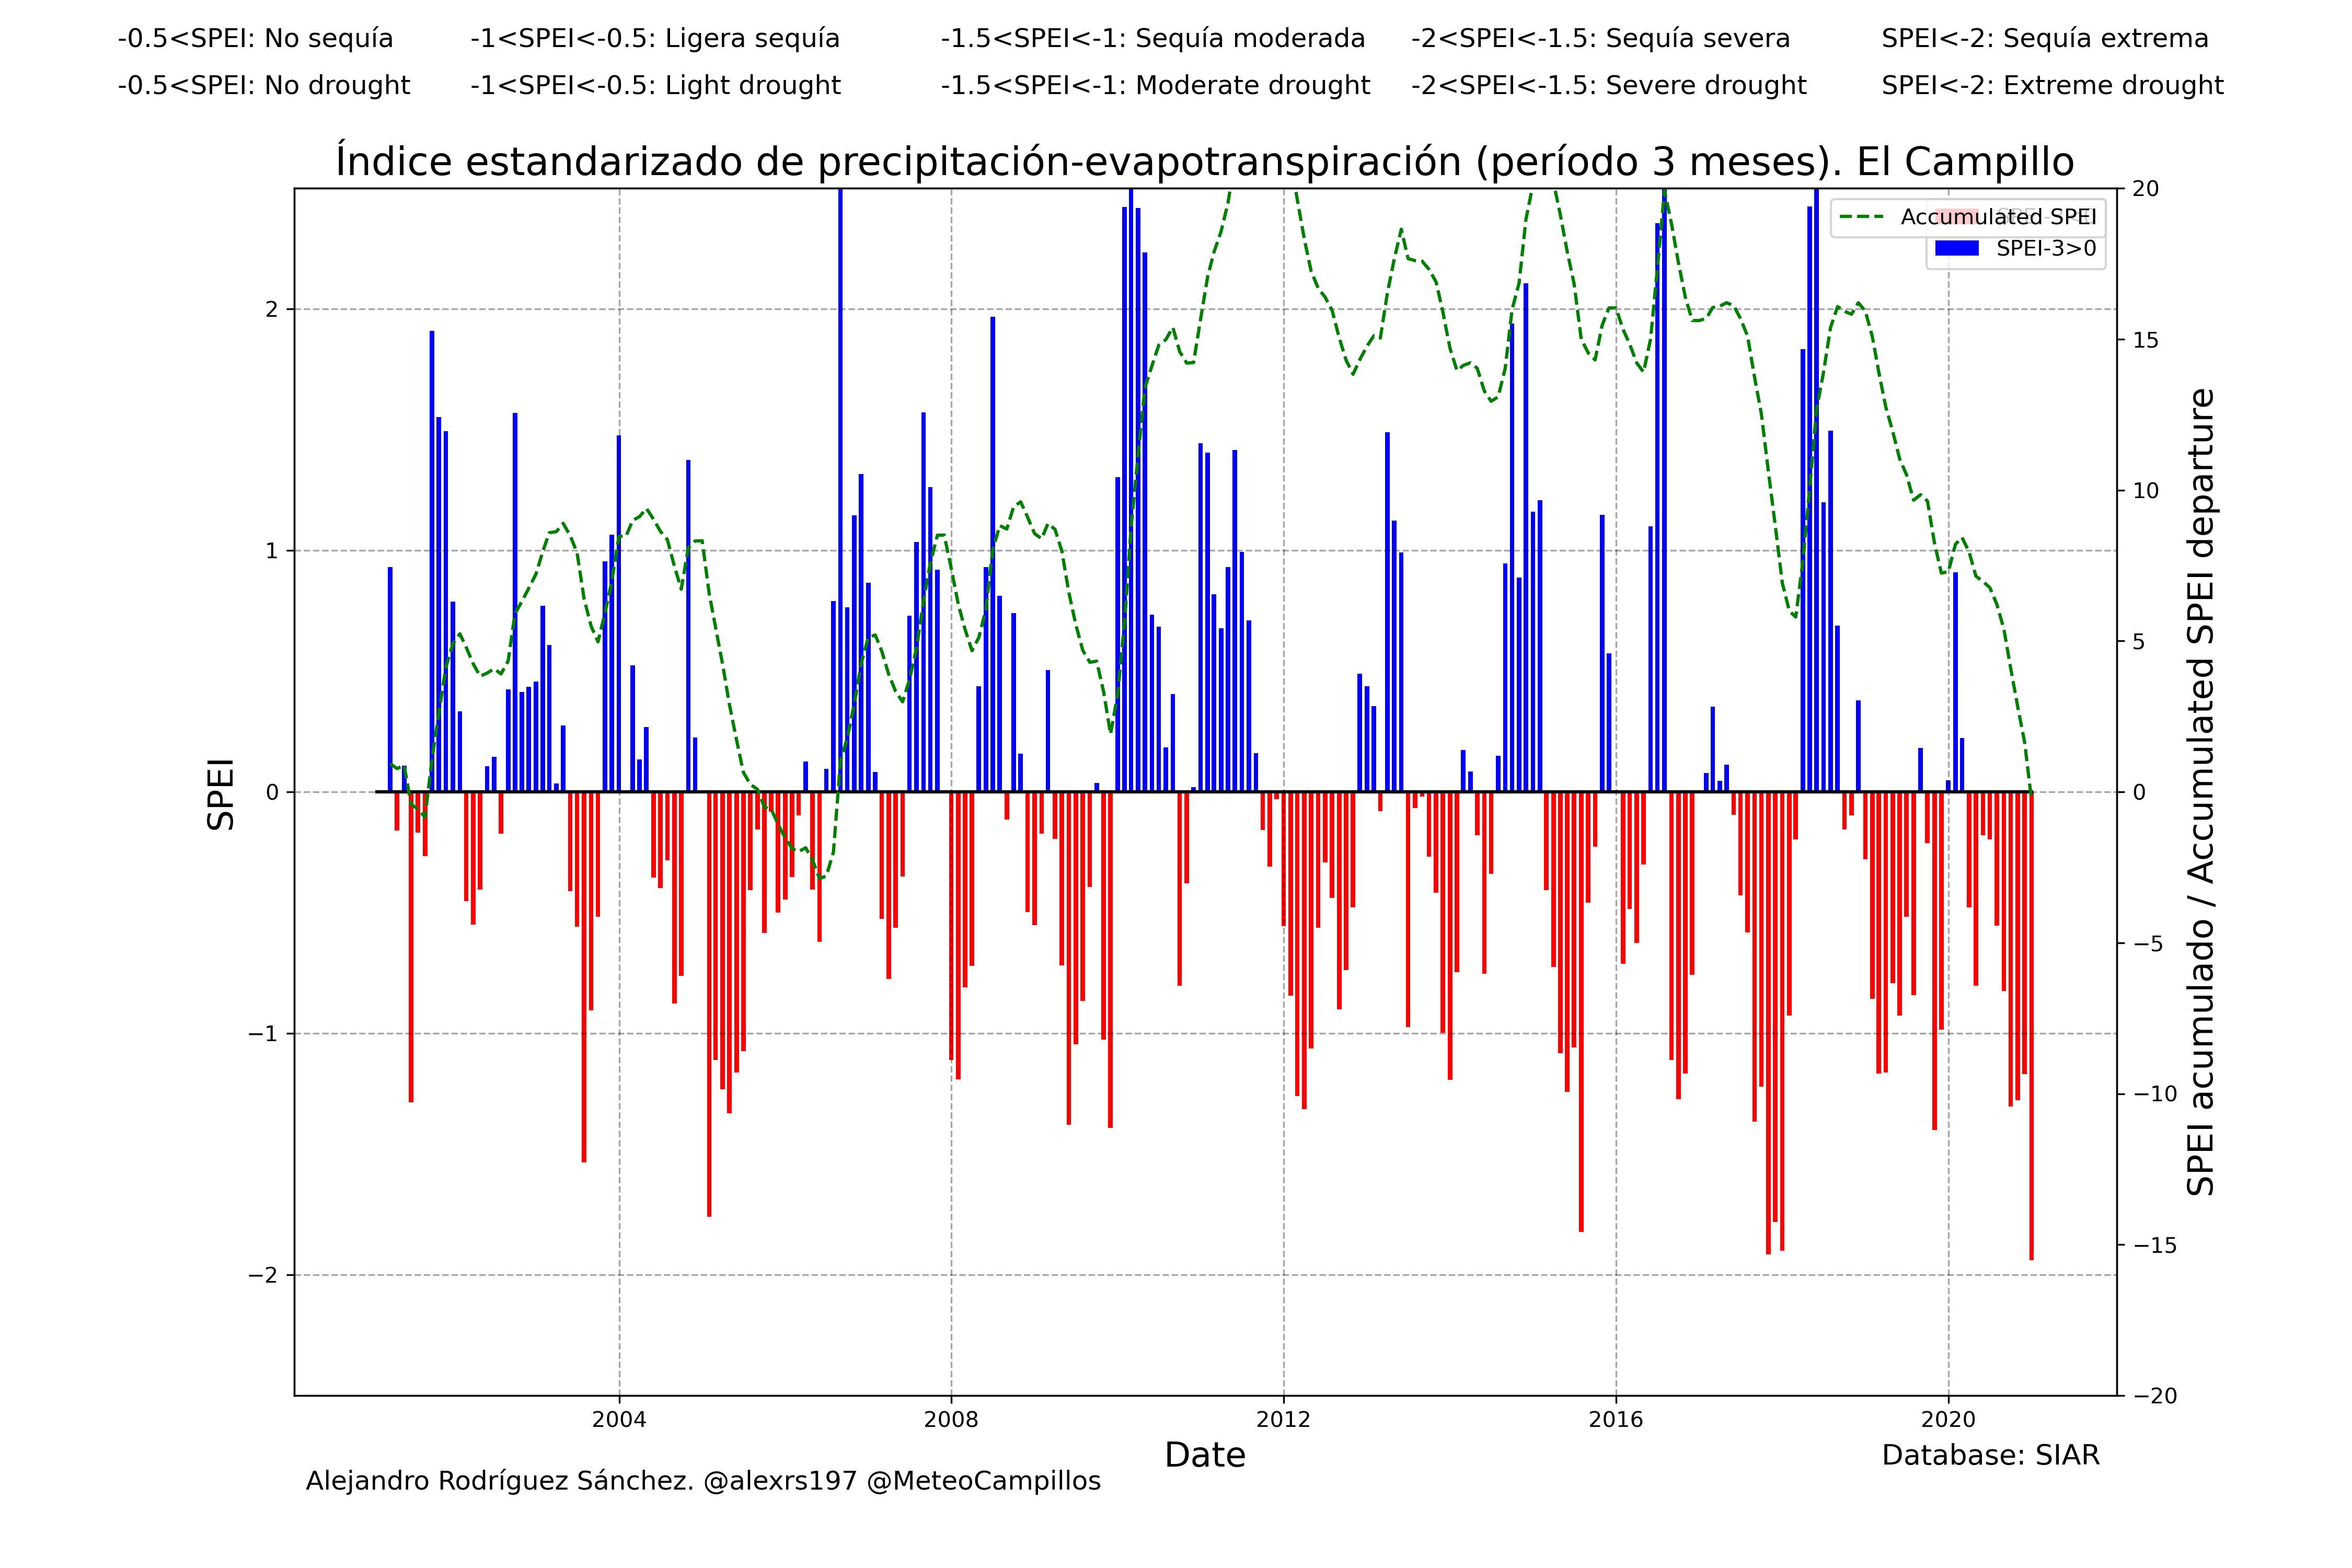 -0.5<SPEI: No sequía -1<SPEI<-0.5: Ligera sequía -1.5<SPEI<-1: Sequía moderada -2<SPEI<-1.5: Sequía severa SPEI<-2: Sequía extrema
-0.5<SPEI: No drought -1<SPEI<-0.5: Light drought -1.5<SPEI<-1: Moderate drought -2<SPEI<-1.5: Severe drought SPEI<-2: Extreme drought
Índice estandarizado de precipitación-evapotranspiración (período 3 meses). El Campillo
Accumulated SPEI
SPEI-3>0
SPEI
2
1
0
−1
−2
20
15
10
5
0
−5
−10
−15
−20
SPEI acumulado / Accumulated SPEI departure
2004 2008 2012 2016 2020
Date
Database: SIAR
Alejandro Rodríguez Sánchez. @alexrs197 @MeteoCampillos